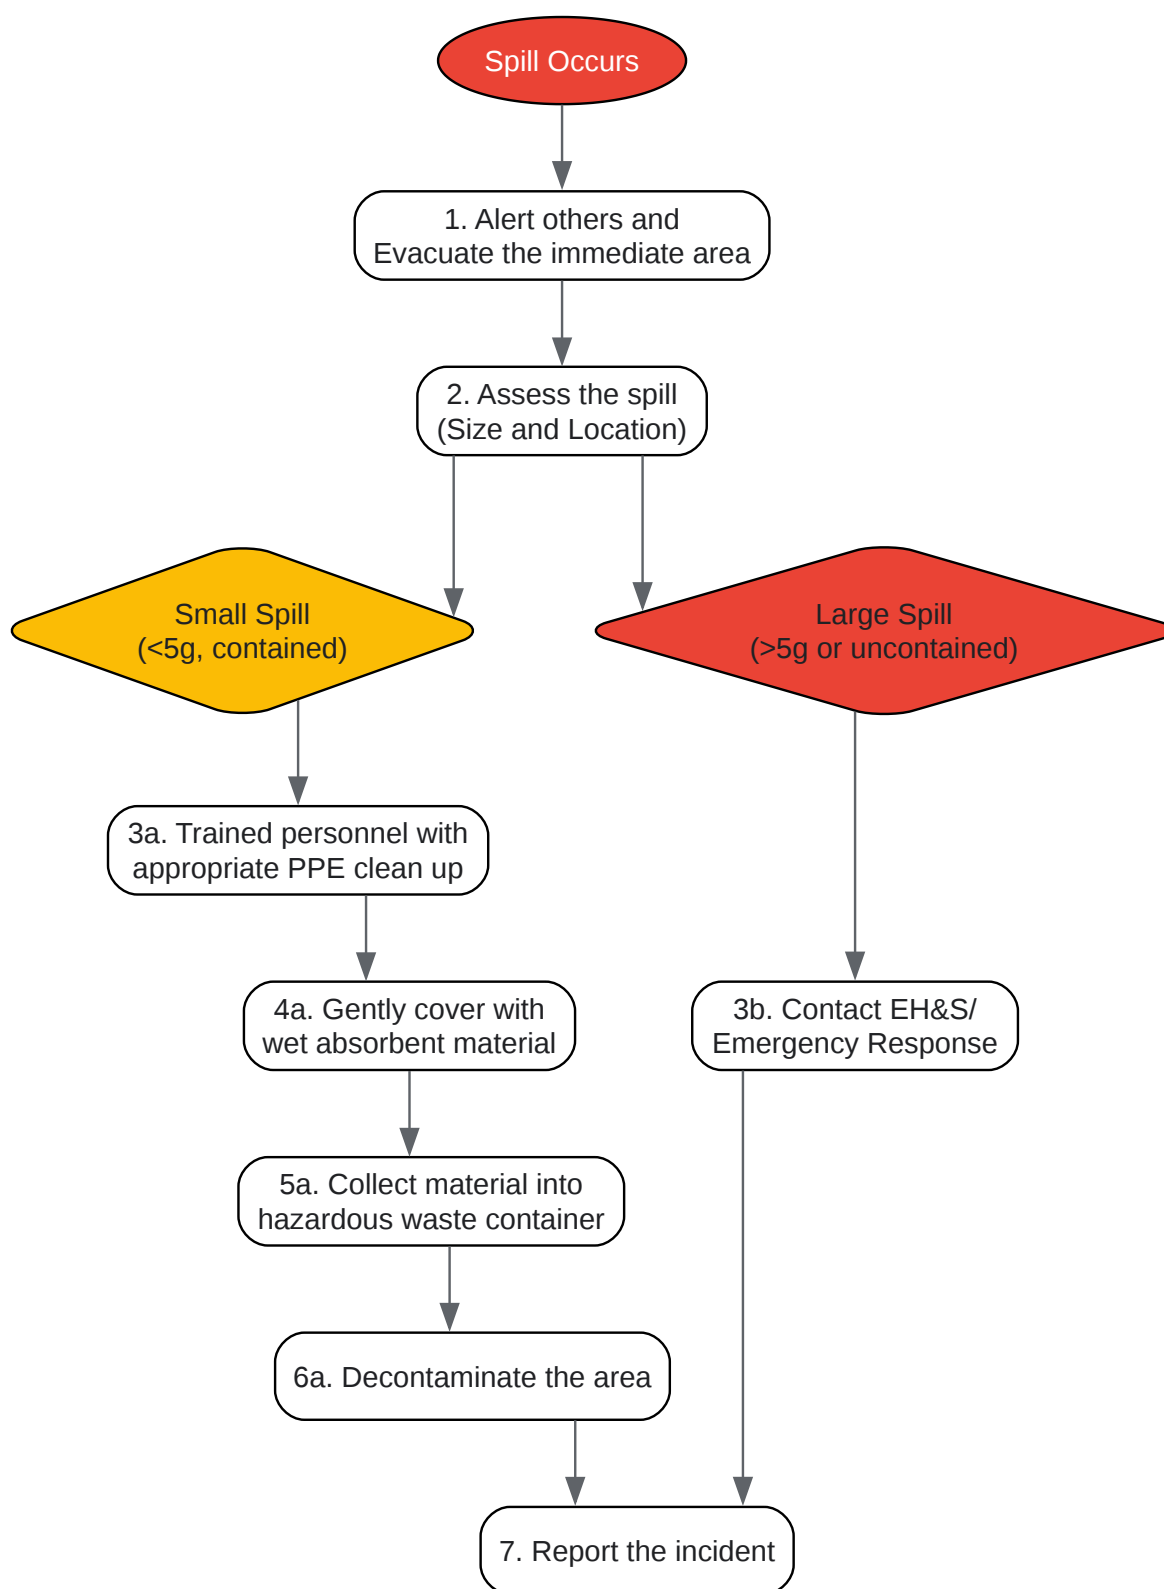 Spill Occurs
1. Alert others and
Evacuate the immediate area
2. Assess the spill
(Size and Location)
Small Spill
(<5g, contained)
Large Spill
(>5g or uncontained)
3a. Trained personnel with
appropriate PPE clean up
4a. Gently cover with
wet absorbent material
3b. Contact EH&S/
Emergency Response
5a. Collect material into
hazardous waste container
6a. Decontaminate the area
7. Report the incident